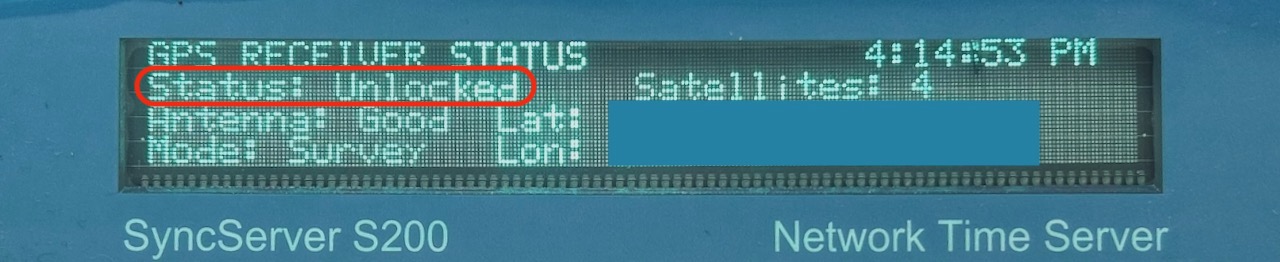 GPS RECEIVER STATUS 4:14:53 PM
Status: Unlocked Satellites: 4
Antenna: Good Lat:
Mode: Survey Lon:
SyncServer S200 Network Time Server